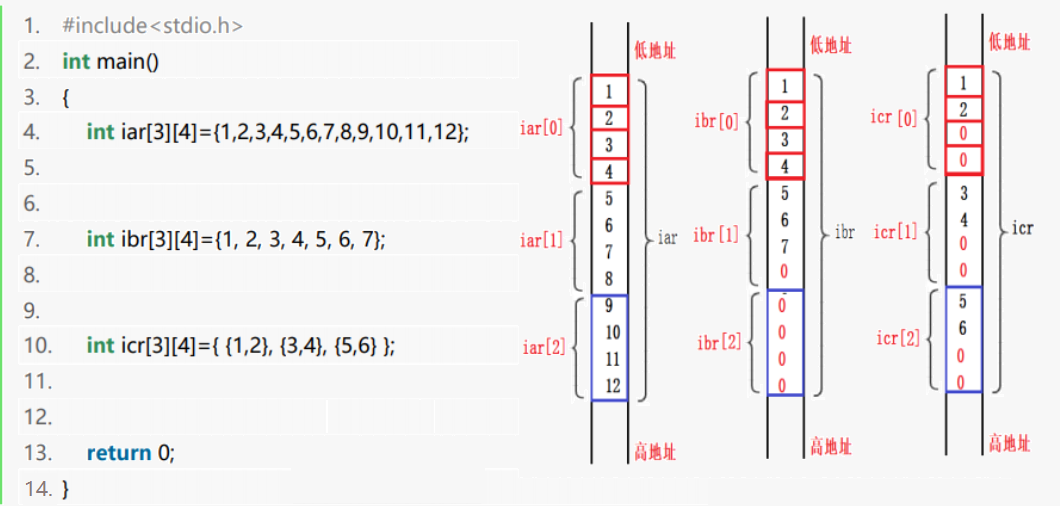 1. #include<stdio.h>
2. int main()
3. {
4. int iar[3][4]={1,2,3,4,5,6,7,8,9,10,11,12};
5.
6.
7. int ibr[3][4]={1, 2, 3, 4, 5, 6, 7};
8.
9.
10. int icr[3][4]={ {1,2}, {3,4}, {5,6} };
11.
12.
13. return 0;
14. }
低地址
iar[0]
1
2
3
4
iar[1]
5
6
7
8
iar
iar[2]
9
10
11
12
高地址
低地址
ibr[0]
1
2
3
4
ibr[1]
5
6
7
0
ibr
ibr[2]
0
0
0
0
高地址
低地址
icr[0]
1
2
0
0
icr[1]
3
4
0
0
icr
icr[2]
5
6
0
0
高地址